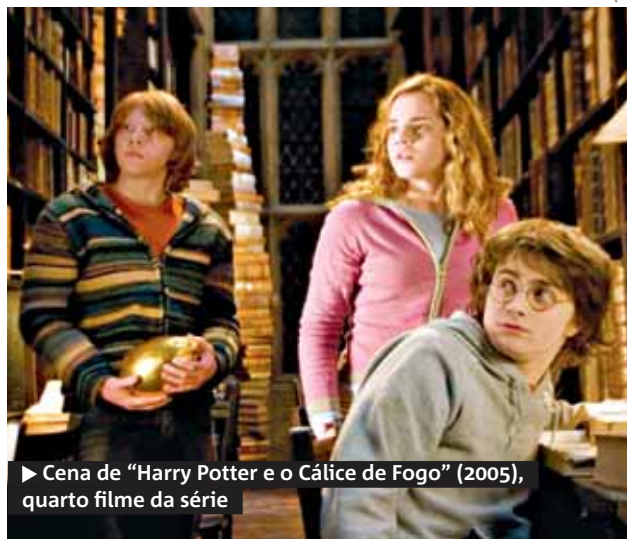 ▶ Cena de “Harry Potter e o Cálice de Fogo” (2005),
quarto filme da série